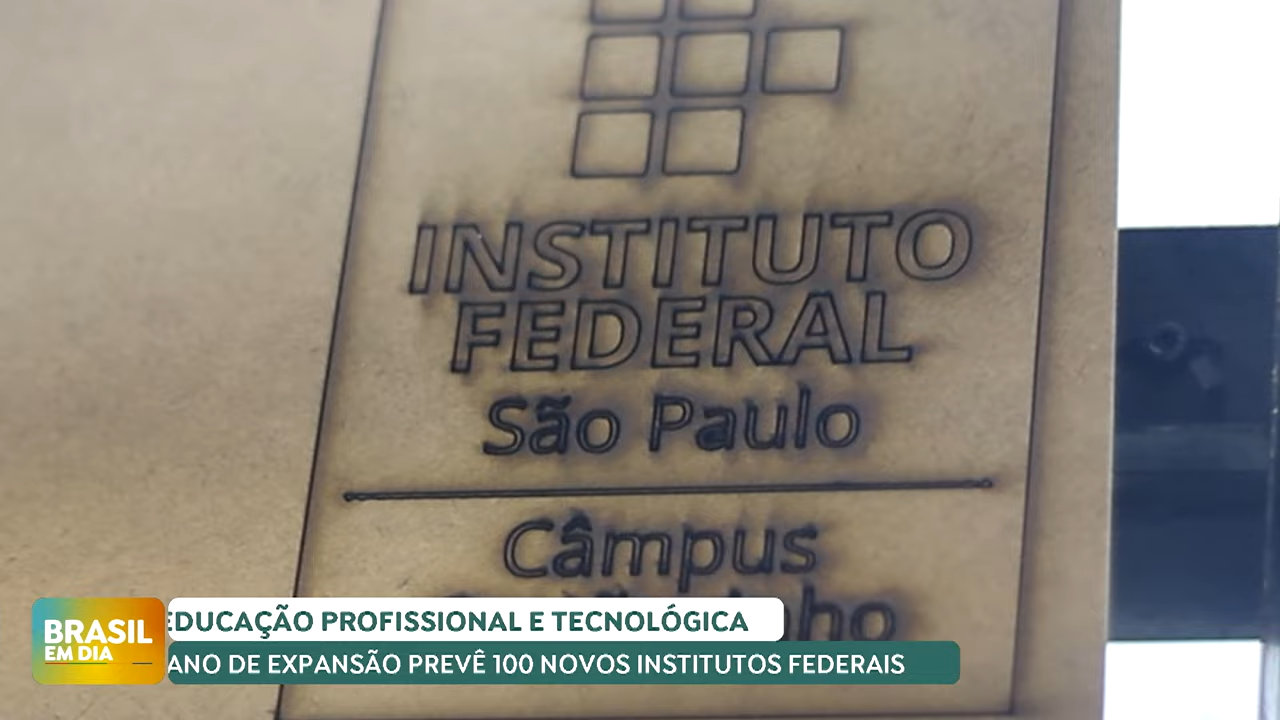 INSTITUTO
FEDERAL
São Paulo
Câmpus
EDUCAÇÃO PROFISSIONAL E TECNOLÓGICA
BRASIL
EM DIA
ANO DE EXPANSÃO PREVÊ 100 NOVOS INSTITUTOS FEDERAIS